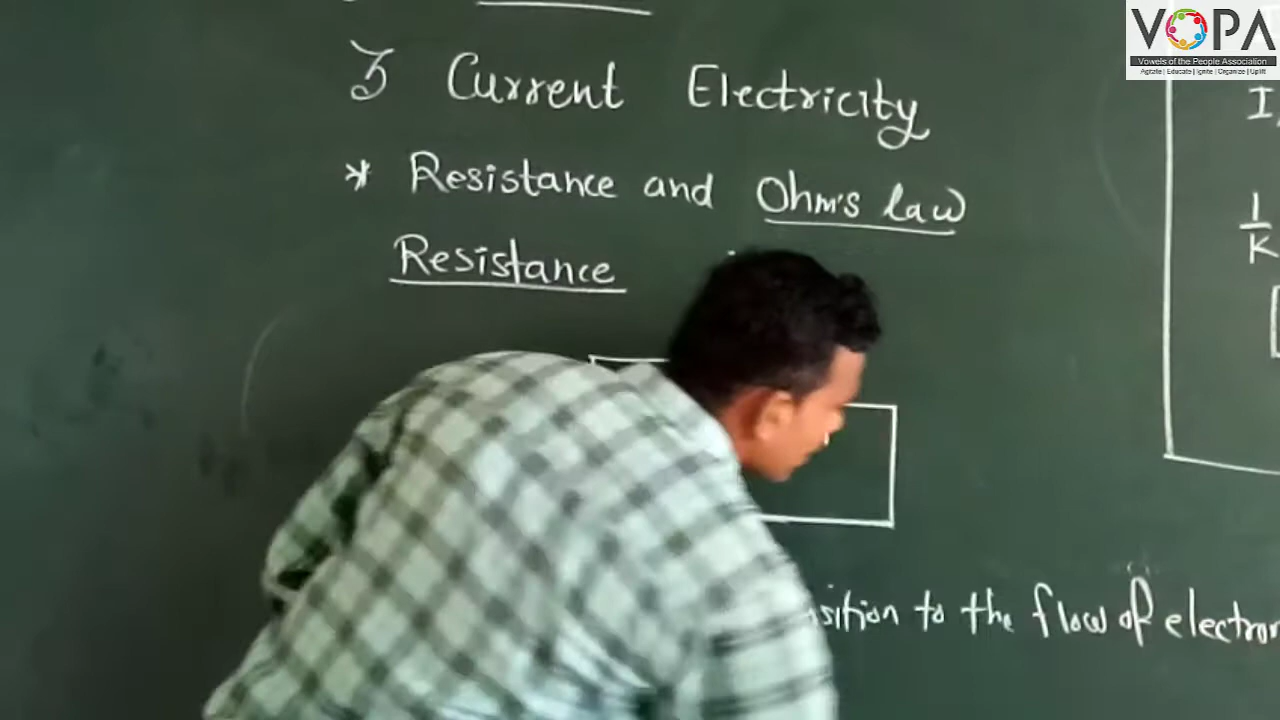 3 Current Electricity
* Resistance and Ohm's law
Resistance
to the flow of electron
I
1
K
VOPA
Vowels of the People Association
Agitate | Educate | Ignite | Organize | Uplift